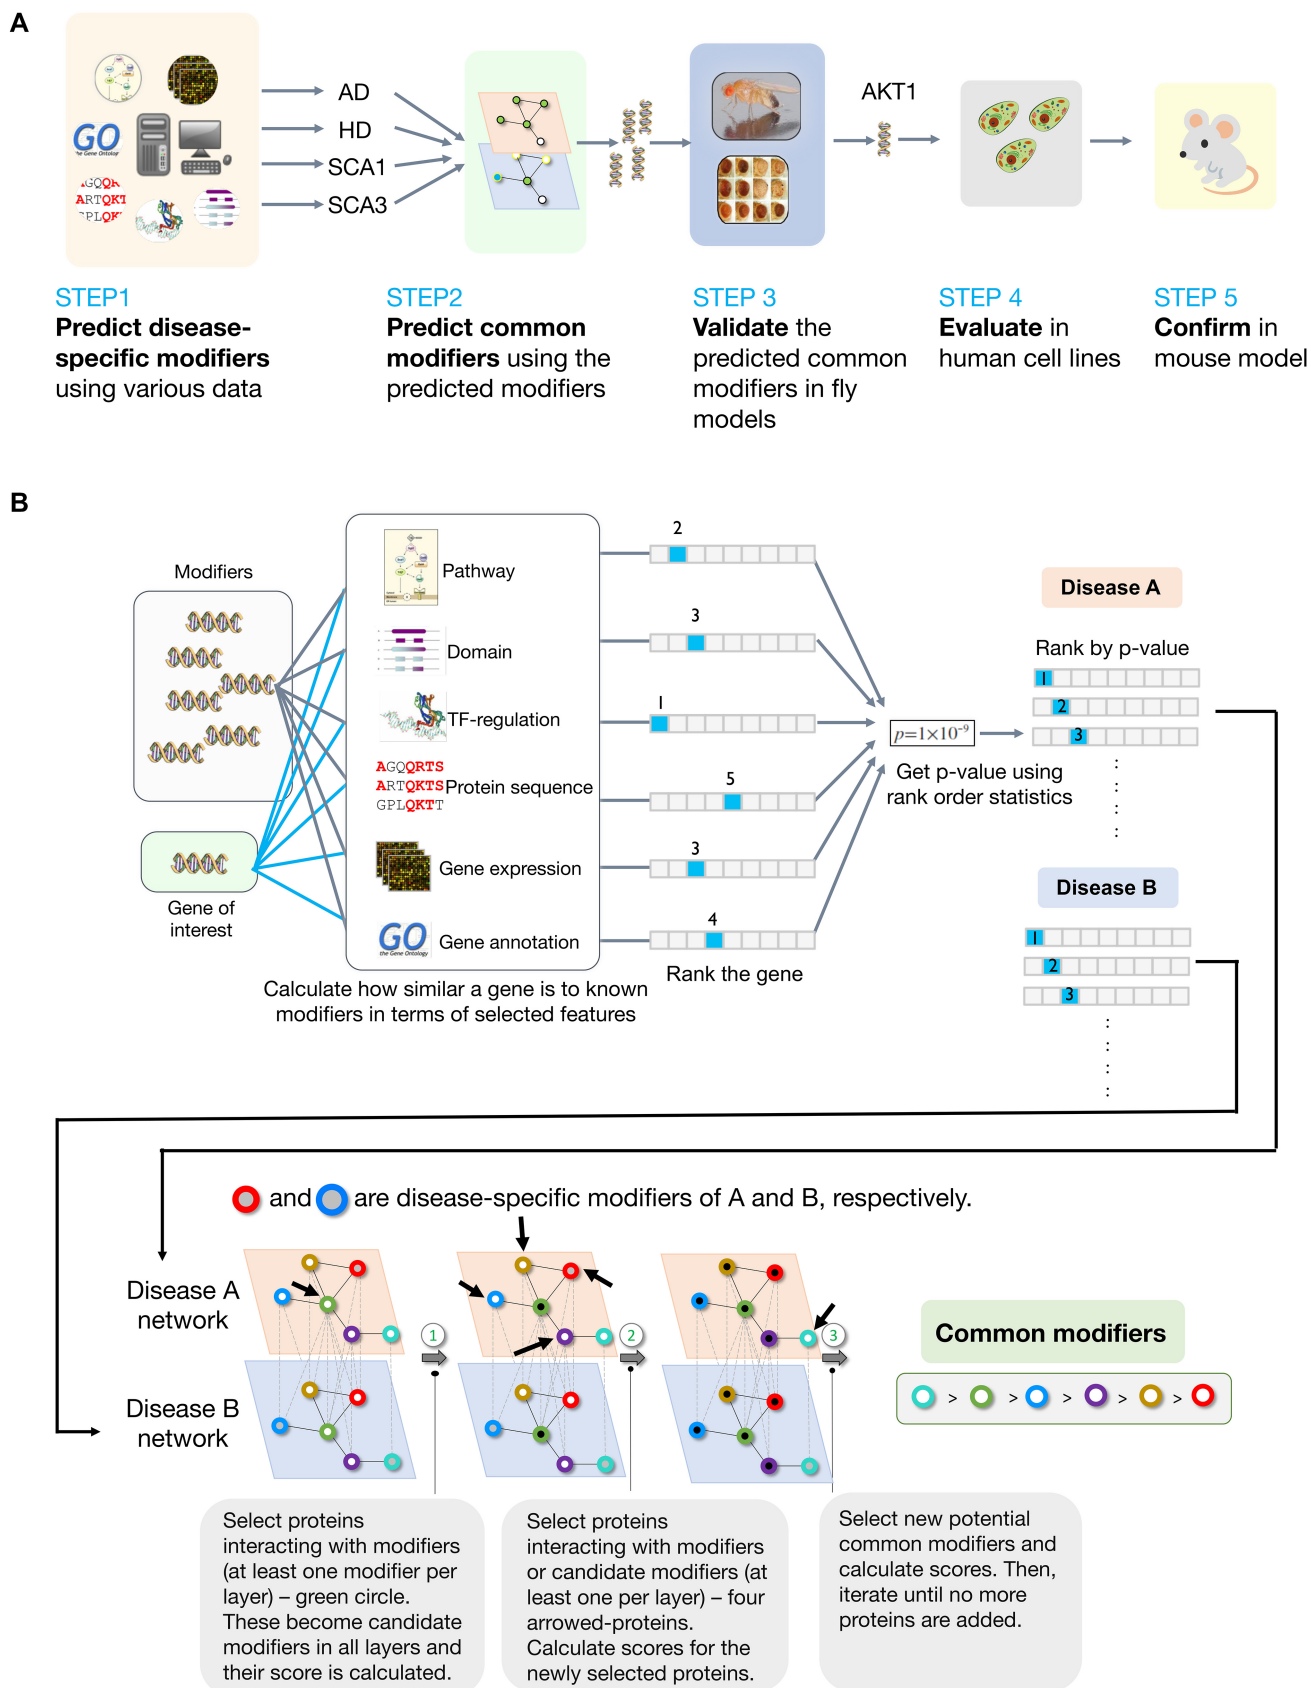 A
GO
the Gene Ontology
ARTQKT
GPLQK
AD
HD
SCA1
SCA3
AKT1
STEP1
Predict disease-
specific modifiers
using various data
STEP2
Predict common
modifiers using the
predicted modifiers
STEP 3
Validate the
predicted common
modifiers in fly
models
STEP 4
Evaluate in
human cell lines
STEP 5
Confirm in
mouse model
B
Modifiers
Gene of
interest
Pathway
Domain
TF-regulation
AGQQRTS
ARTQKTS
GPLQKTT
Protein sequence
Gene expression
GO
the Gene Ontology
Gene annotation
Calculate how similar a gene is to known
modifiers in terms of selected features
2
3
1
5
3
4
Rank the gene
p=1×10⁻⁹
Get p-value using
rank order statistics
Disease A
Rank by p-value
1
2
3
Disease B
1
2
3
and are disease-specific modifiers of A and B, respectively.
Disease A
network
Disease B
network
1
2
3
Common modifiers
> > > > >
Select proteins
interacting with modifiers
(at least one modifier per
layer) – green circle.
These become candidate
modifiers in all layers and
their score is calculated.
Select proteins
interacting with modifiers
or candidate modifiers (at
least one per layer) – four
arrowed-proteins.
Calculate scores for the
newly selected proteins.
Select new potential
common modifiers and
calculate scores. Then,
iterate until no more
proteins are added.